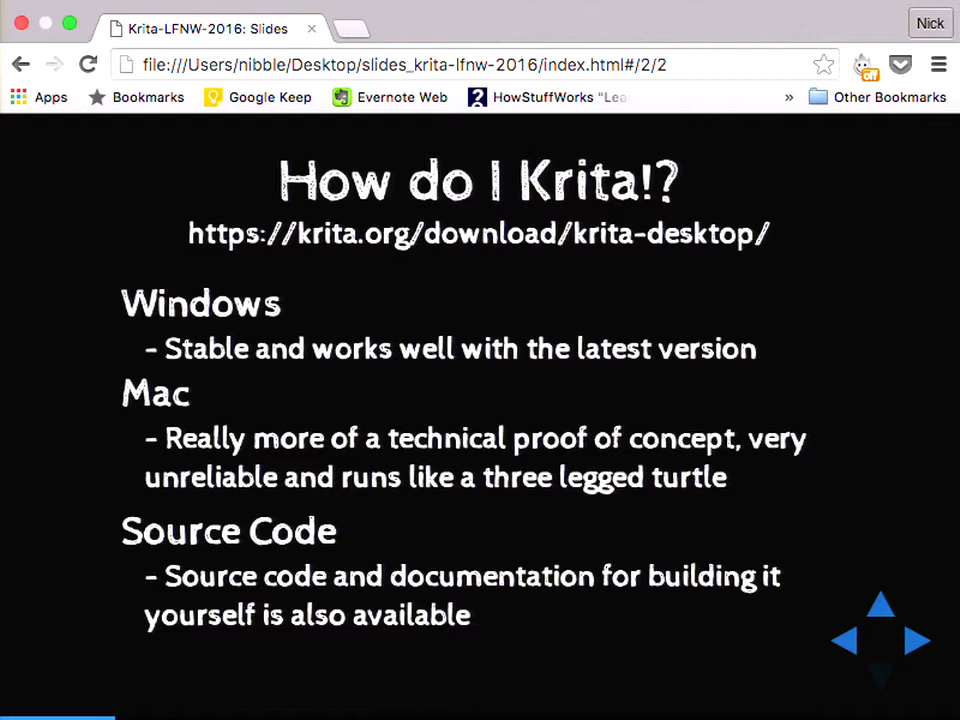 Krita-LFNW-2016: Slides
Nick
file:///Users/nibble/Desktop/slides_krita-lfnw-2016/index.html#/2/2
off
Apps
Bookmarks
Google Keep
Evernote Web
HowStuffWorks "Lea
»
Other Bookmarks
How do I Krita!?
https://krita.org/download/krita-desktop/
Windows
- Stable and works well with the latest version
Mac
- Really more of a technical proof of concept, very
unreliable and runs like a three legged turtle
Source Code
- Source code and documentation for building it
yourself is also available